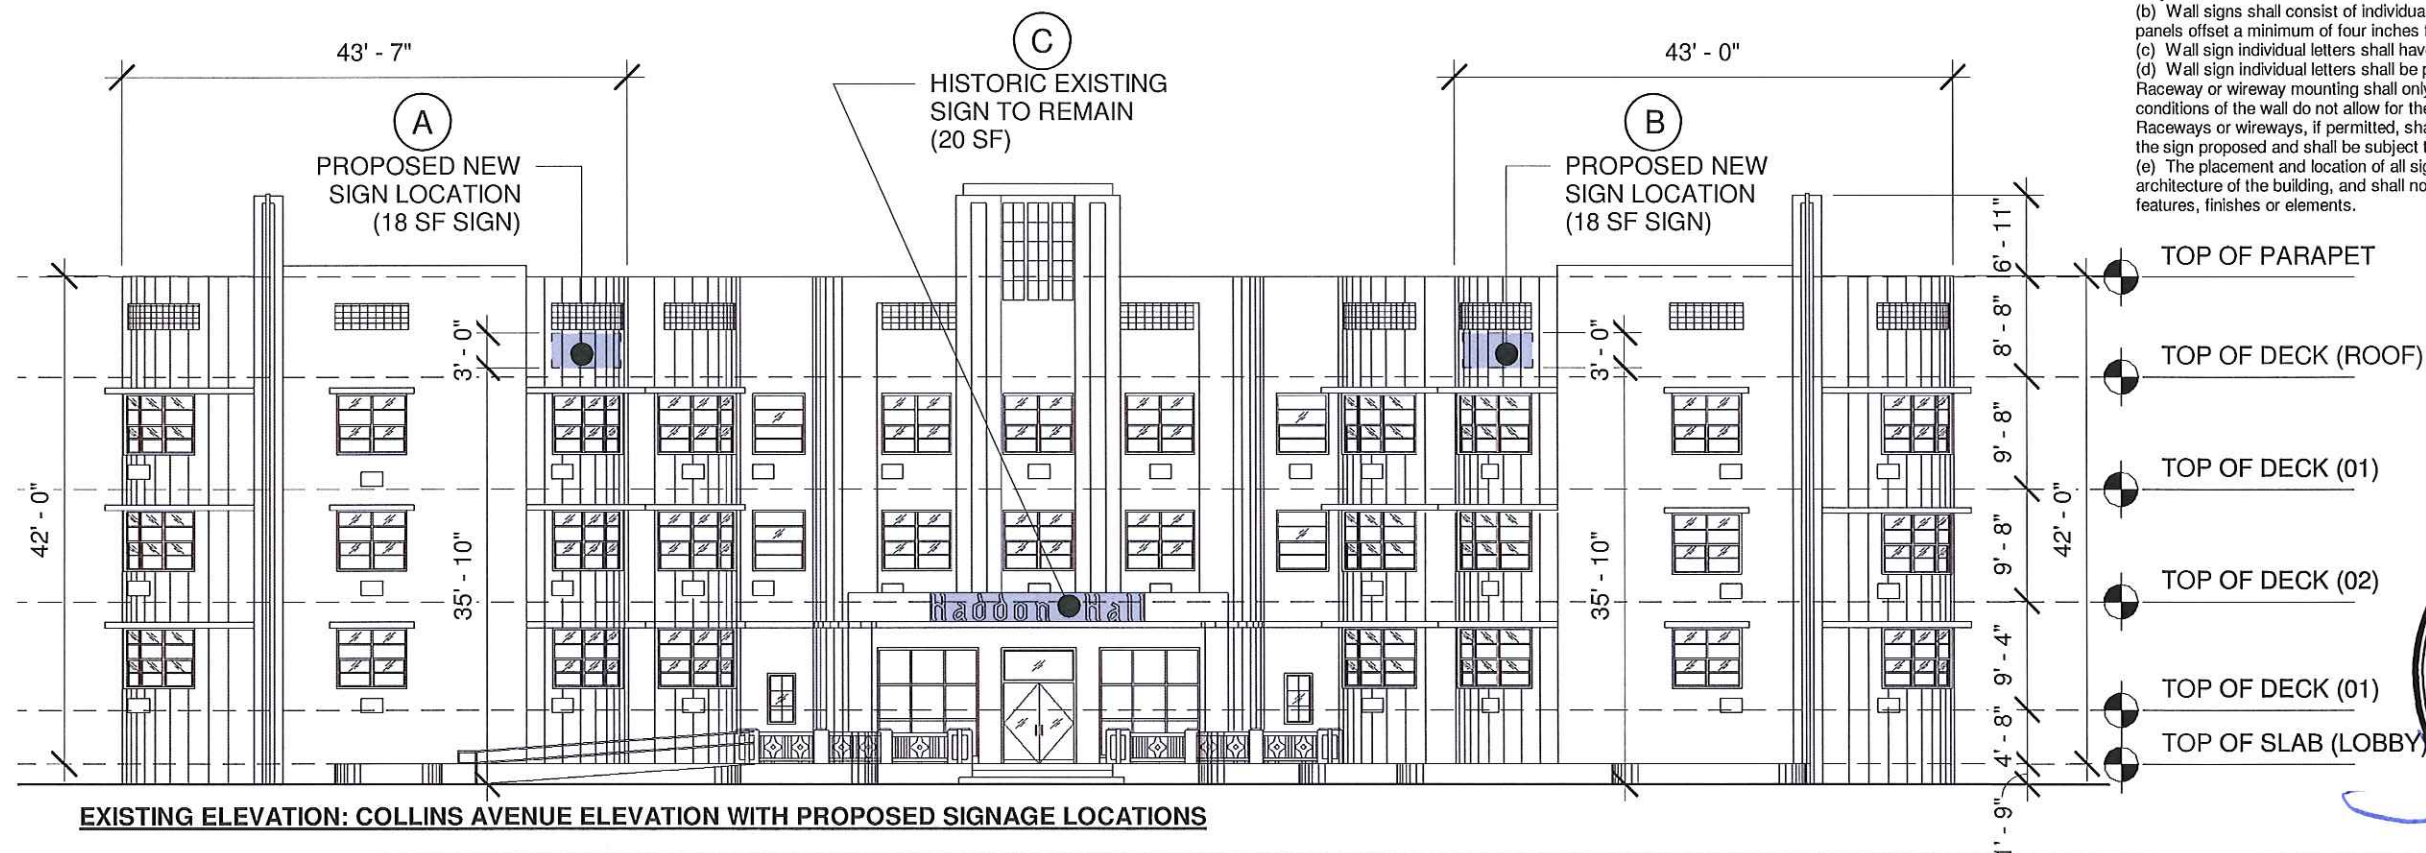 (b) Wall signs shall consist of individua
panels offset a minimum of four inches
(c) Wall sign individual letters shall have
(d) Wall sign individual letters shall be
Raceway or wireway mounting shall only
conditions of the wall do not allow for the
Raceways or wireways, if permitted, sha
the sign proposed and shall be subject
(e) The placement and location of all sig
architecture of the building, and shall no
features, finishes or elements.
43' - 7"
43' - 0"
C
HISTORIC EXISTING
SIGN TO REMAIN
(20 SF)
A
PROPOSED NEW
SIGN LOCATION
(18 SF SIGN)
B
PROPOSED NEW
SIGN LOCATION
(18 SF SIGN)
6' - 11"
TOP OF PARAPET
8' - 8"
3' - 0"
3' - 0"
TOP OF DECK (ROOF)
9' - 8"
TOP OF DECK (01)
42' - 0"
35' - 10"
35' - 10"
9' - 8"
42' - 0"
TOP OF DECK (02)
Haddon Hall
9' - 4"
TOP OF DECK (01)
4' - 8"
TOP OF SLAB (LOBBY)
EXISTING ELEVATION: COLLINS AVENUE ELEVATION WITH PROPOSED SIGNAGE LOCATIONS
1' - 9"